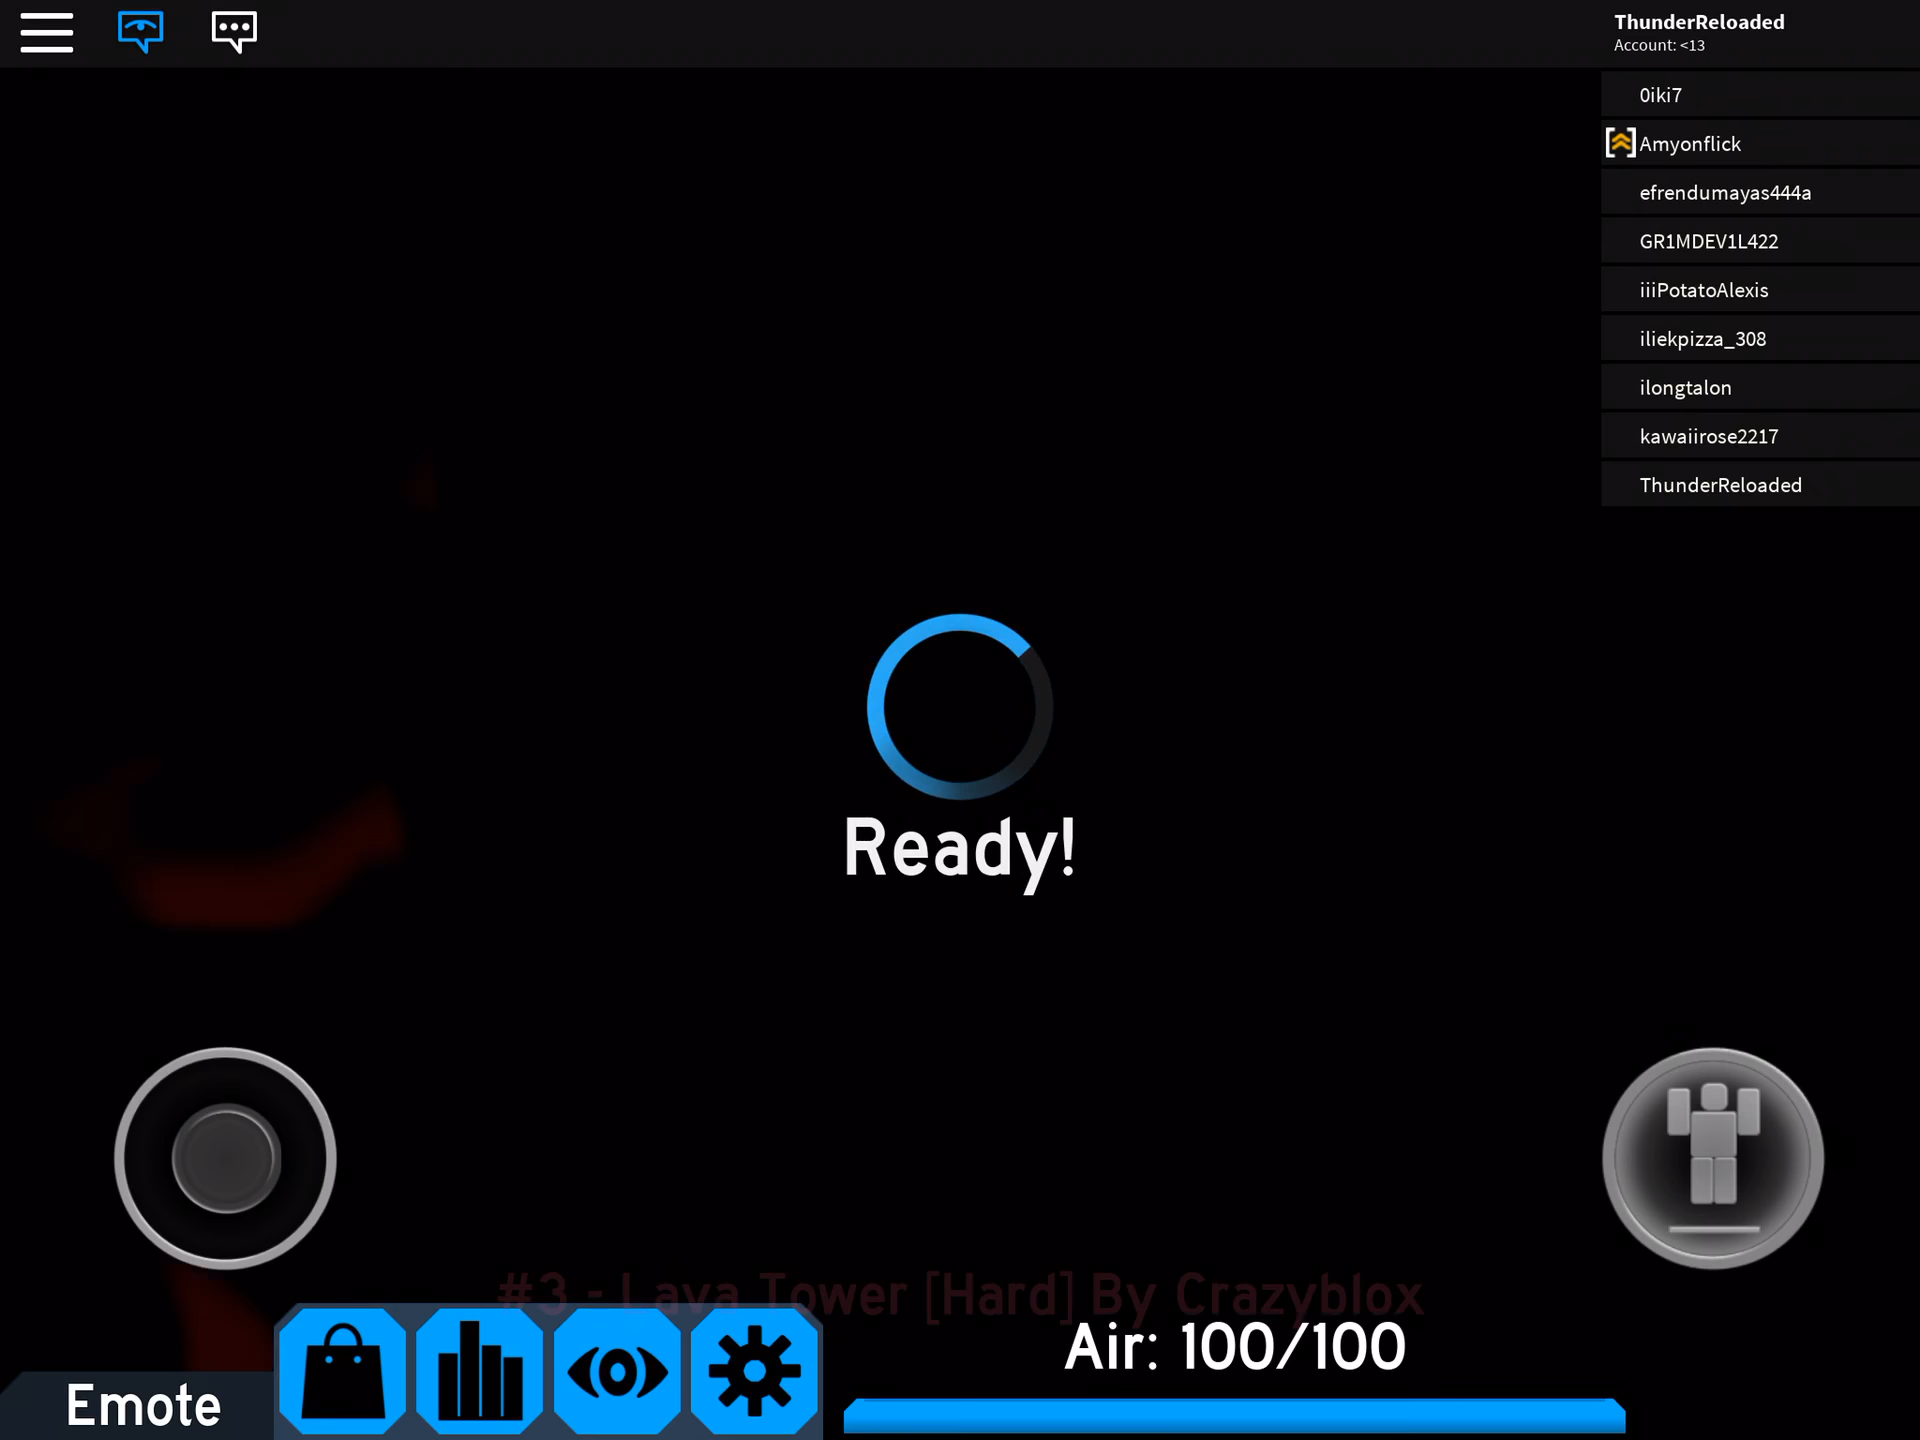 ThunderReloaded
Account: <13
0iki7
Amyonflick
efrendumayas444a
GR1MDEV1L422
iiiPotatoAlexis
iliekpizza_308
ilongtalon
kawaiirose2217
ThunderReloaded
Ready!
#3 - Lava Tower [Hard] By Crazyblox
Air: 100/100
Emote